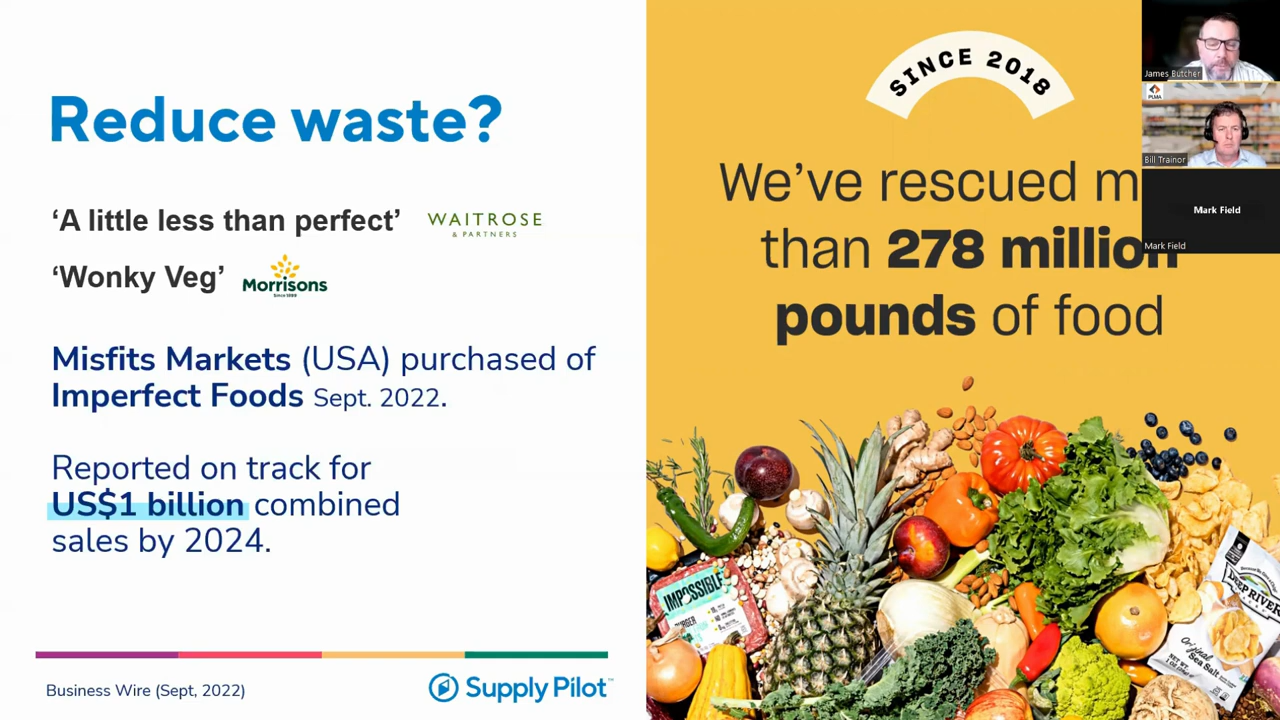 Reduce waste?
‘A little less than perfect’
WAITROSE
& PARTNERS
‘Wonky Veg’
Morrisons
Since 1899
Misfits Markets (USA) purchased of
Imperfect Foods Sept. 2022.
Reported on track for
US$1 billion combined
sales by 2024.
Business Wire (Sept, 2022)
Supply Pilot
SINCE 2018
We’ve rescued m
than 278 million
pounds of food
IMPOSSIBLE
BURGER
DEEP RIVER
Original
Sea Salt
James Butcher
PLMA
Bill Trainor
Mark Field
Mark Field